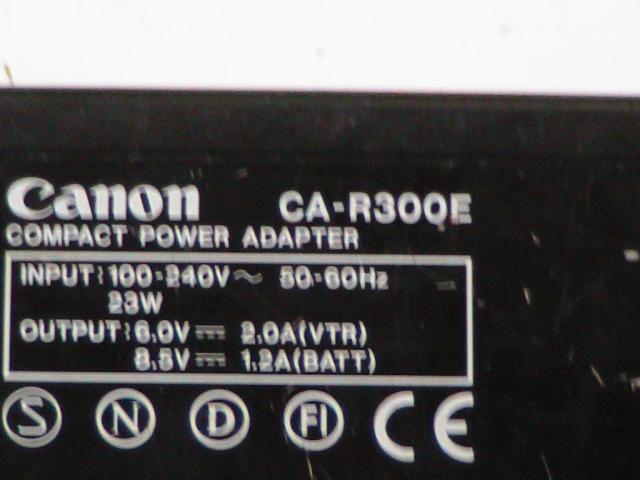 Canon CA-R300E
COMPACT POWER ADAPTER
INPUT: 100-240V ~ 50-60Hz
23W
OUTPUT: 6.0V ⎓ 2.0A(VTR)
8.5V ⎓ 1.2A(BATT)
S N D FI CE